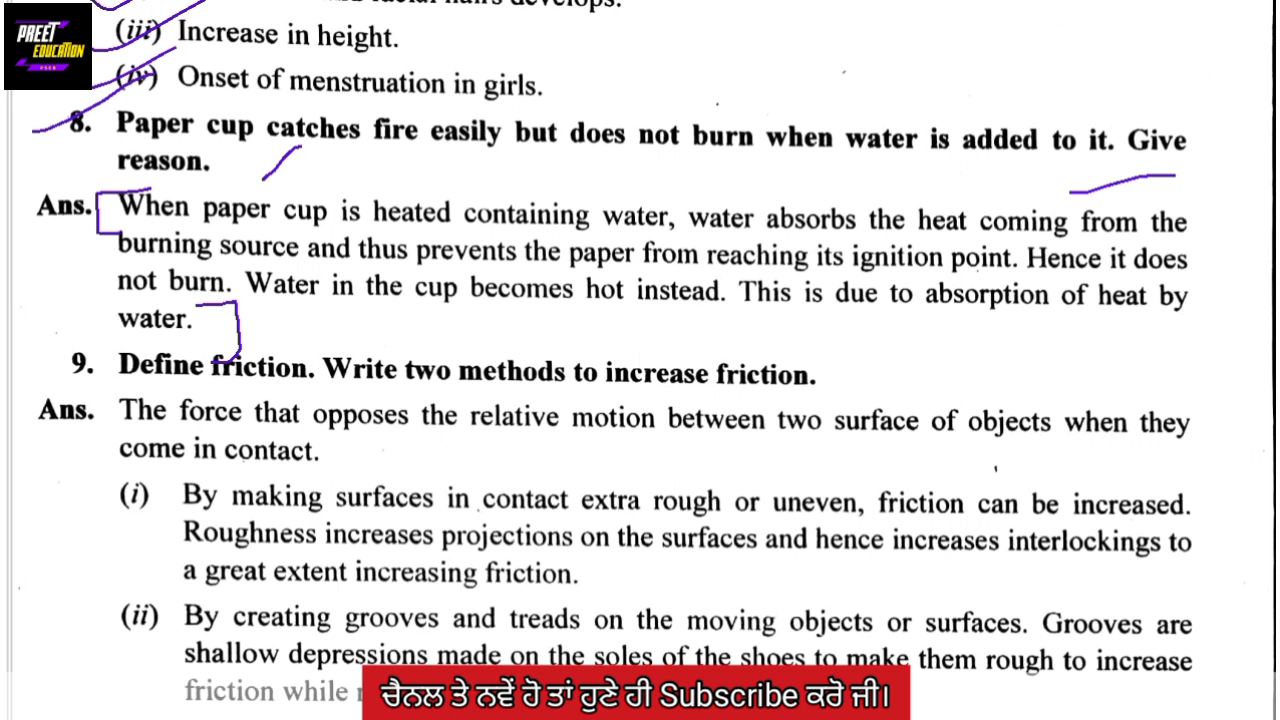 PREET
EDUCATION
(iii) Increase in height.
(iv) Onset of menstruation in girls.
8. Paper cup catches fire easily but does not burn when water is added to it. Give
reason.
Ans. When paper cup is heated containing water, water absorbs the heat coming from the
burning source and thus prevents the paper from reaching its ignition point. Hence it does
not burn. Water in the cup becomes hot instead. This is due to absorption of heat by
water.
9. Define friction. Write two methods to increase friction.
Ans. The force that opposes the relative motion between two surface of objects when they
come in contact.
(i) By making surfaces in contact extra rough or uneven, friction can be increased.
Roughness increases projections on the surfaces and hence increases interlockings to
a great extent increasing friction.
(ii) By creating grooves and treads on the moving objects or surfaces. Grooves are
shallow depressions made on the soles of the shoes to make them rough to increase
friction while
ਚੈਨਲ ਤੇ ਨਵੇਂ ਹੋ ਤਾਂ ਹੁਣੇ ਹੀ Subscribe ਕਰੋ ਜੀ।